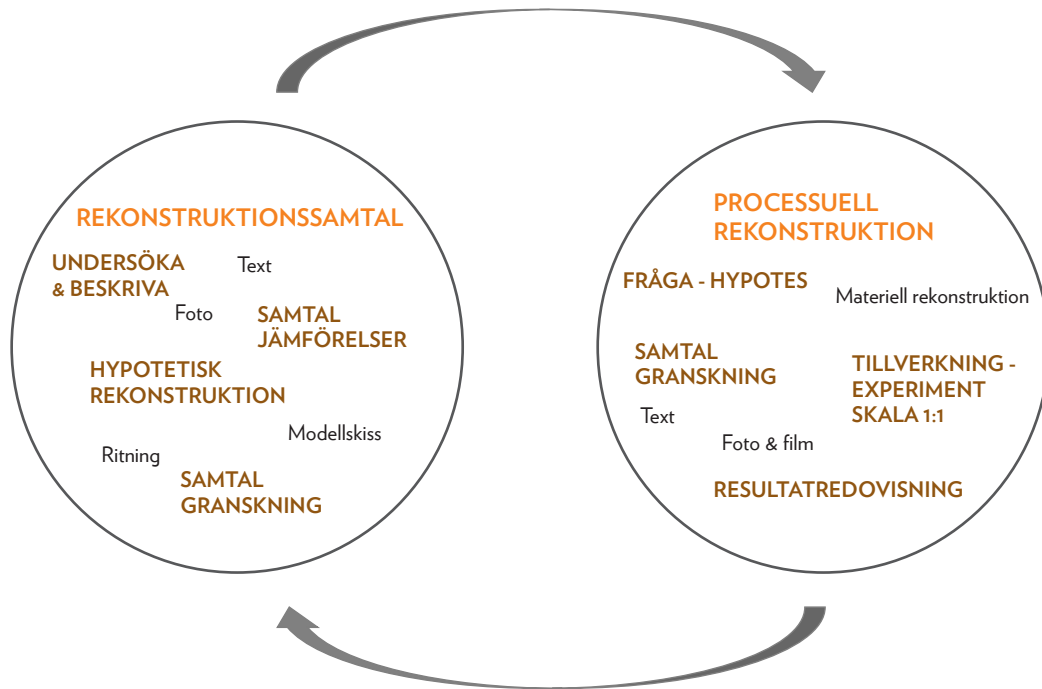 REKONSTRUKTIONSSAMTAL
UNDERSÖKA
& BESKRIVA
Text
Foto
SAMTAL
JÄMFÖRELSER
HYPOTETISK
REKONSTRUKTION
Modellskiss
Ritning
SAMTAL
GRANSKNING
PROCESSUELL
REKONSTRUKTION
FRÅGA - HYPOTES
Materiell rekonstruktion
SAMTAL
GRANSKNING
TILLVERKNING -
EXPERIMENT
SKALA 1:1
Text
Foto & film
RESULTATREDOVISNING